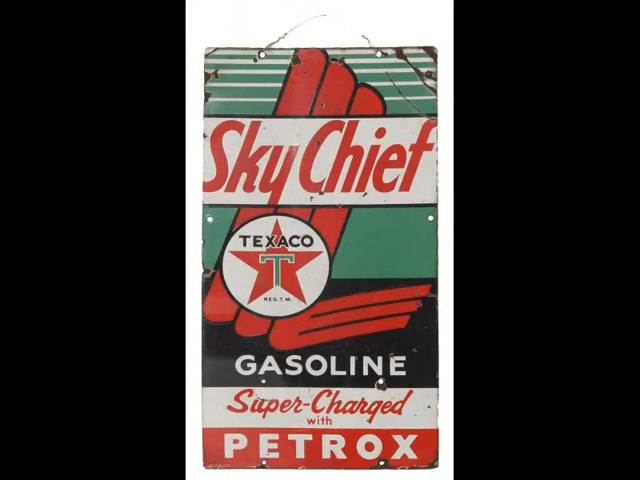 Sky Chief
TEXACO
T
REG. T.M.
GASOLINE
Super-Charged
with
PETROX